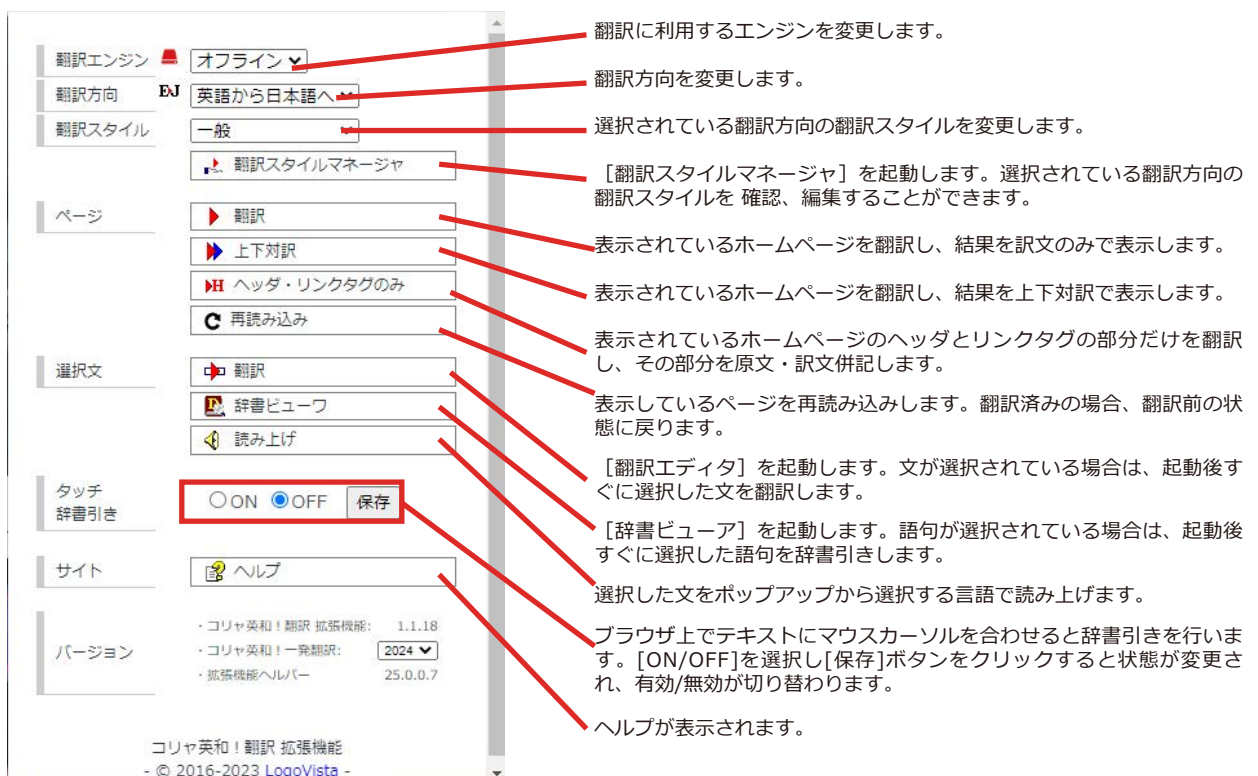 翻訳エンジン オフライン
翻訳方向 EJ 英語から日本語へ
翻訳スタイル 一般
翻訳スタイルマネージャ
ページ 翻訳
上下対訳
H ヘッダ・リンクタグのみ
再読み込み
選択文 翻訳
辞書ビューワ
読み上げ
タッチ
辞書引き ON OFF 保存
サイト ヘルプ
バージョン
・コリャ英和！翻訳 拡張機能: 1.1.18
・コリャ英和！一発翻訳: 2024
・拡張機能ヘルパー 25.0.0.7
コリャ英和！翻訳 拡張機能
- © 2016-2023 LogoVista -
翻訳に利用するエンジンを変更します。
翻訳方向を変更します。
選択されている翻訳方向の翻訳スタイルを変更します。
［翻訳スタイルマネージャ］を起動します。選択されている翻訳方向の
翻訳スタイルを 確認、編集することができます。
表示されているホームページを翻訳し、結果を訳文のみで表示します。
表示されているホームページを翻訳し、結果を上下対訳で表示します。
表示されているホームページのヘッダとリンクタグの部分だけを翻訳
し、その部分を原文・訳文併記します。
表示しているページを再読み込みします。翻訳済みの場合、翻訳前の状
態に戻ります。
［翻訳エディタ］を起動します。文が選択されている場合は、起動後す
ぐに選択した文を翻訳します。
［辞書ビューア］を起動します。語句が選択されている場合は、起動後
すぐに選択した語句を辞書引きします。
選択した文をポップアップから選択する言語で読み上げます。
ブラウザ上でテキストにマウスカーソルを合わせると辞書引きを行いま
す。[ON/OFF]を選択し[保存]ボタンをクリックすると状態が変更さ
れ、有効/無効が切り替わります。
ヘルプが表示されます。